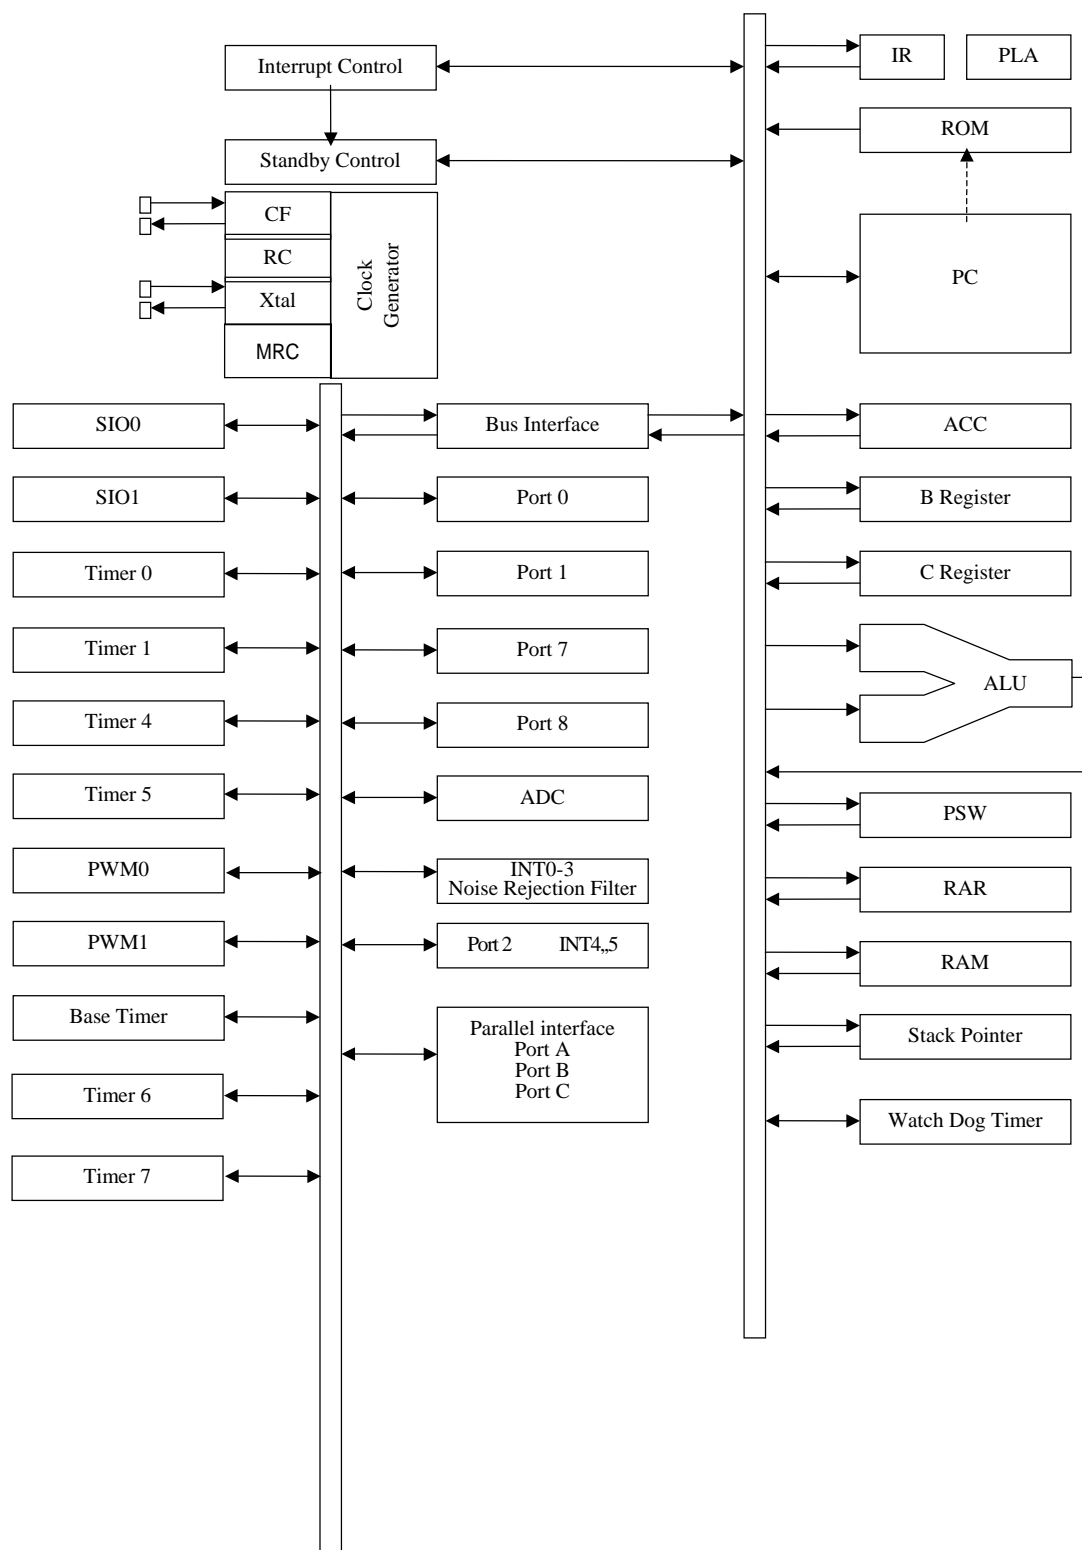 Interrupt Control
Standby Control
CF
RC
Xtal
MRC
Clock
Generator
IR
PLA
ROM
PC
SIO0
SIO1
Timer 0
Timer 1
Timer 4
Timer 5
PWM0
PWM1
Base Timer
Timer 6
Timer 7
Bus Interface
Port 0
Port 1
Port 7
Port 8
ADC
INT0-3
Noise Rejection Filter
Port 2 INT4,,5
Parallel interface
Port A
Port B
Port C
ACC
B Register
C Register
ALU
PSW
RAR
RAM
Stack Pointer
Watch Dog Timer